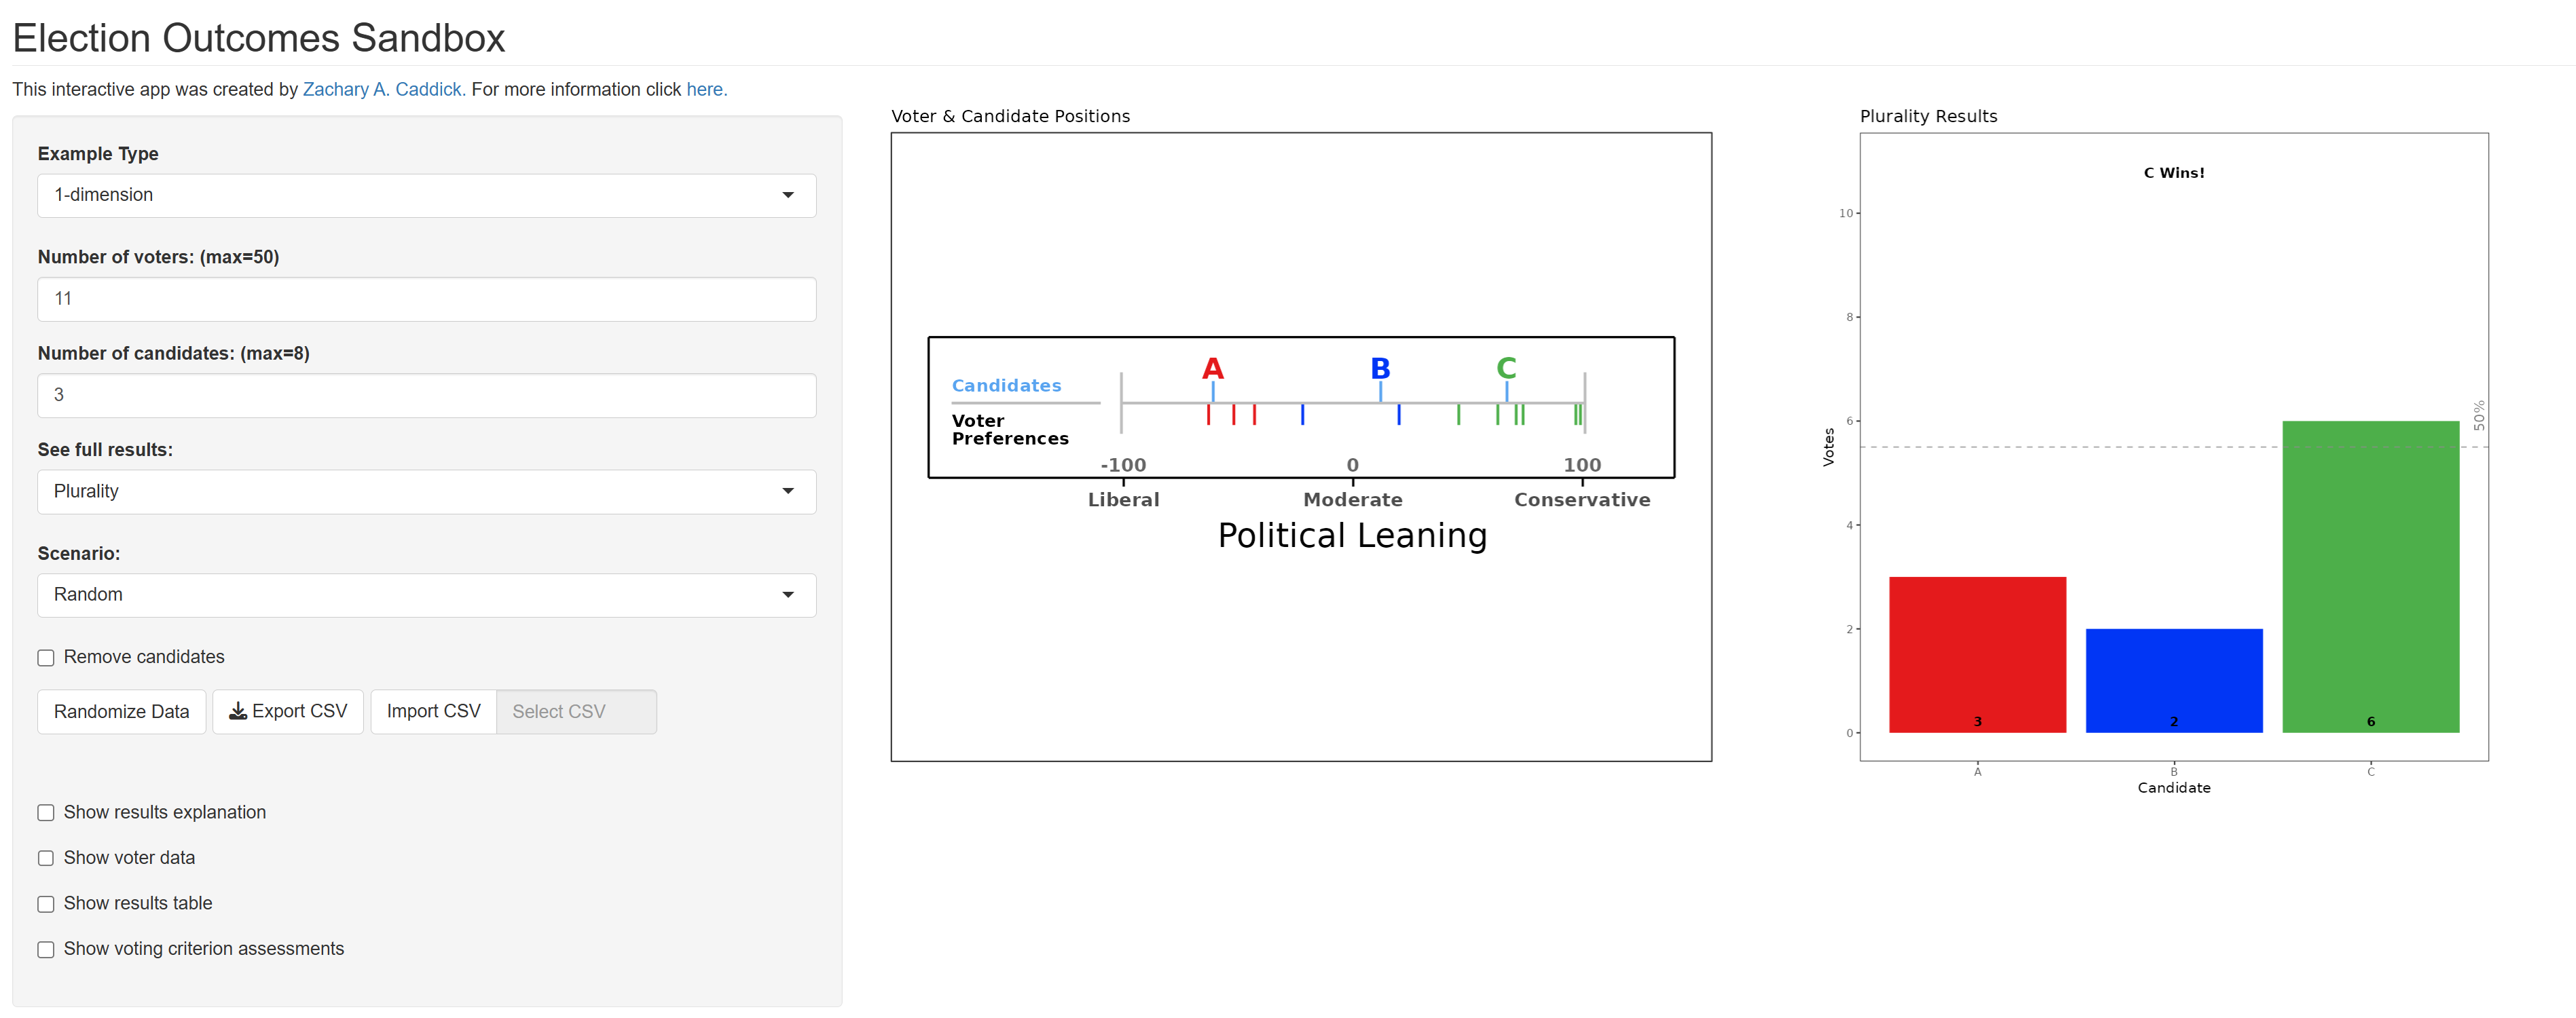 Election Outcomes Sandbox
This interactive app was created by Zachary A. Caddick. For more information click here.
Example Type
1-dimension
Number of voters: (max=50)
11
Number of candidates: (max=8)
3
See full results:
Plurality
Scenario:
Random
Remove candidates
Randomize Data Export CSV Import CSV Select CSV
Show results explanation
Show voter data
Show results table
Show voting criterion assessments
Voter & Candidate Positions
A B C
Candidates
Voter
Preferences
-100 0 100
Liberal Moderate Conservative
Political Leaning
Plurality Results
C Wins!
10
8
6
4
2
0
Votes
50%
3 2 6
A B C
Candidate